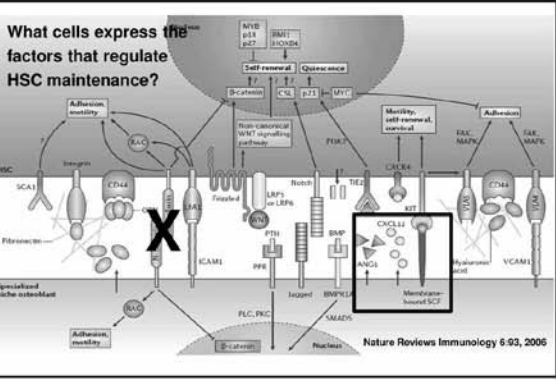 What cells express the
factors that regulate
HSC maintenance?
Nucleus
MYB
p18
p27
BMI1
HOXB4
Self-renewal
Quiescence
β-catenin
CSL
p21
MYC
Adhesion,
motility
Non-canonical
WNT signalling
pathway
Motility,
self-renewal,
survival
Adhesion
RAC
PI3K?
FAK,
MAPK
FAK,
MAPK
HSC
SCA1
Integrin
CD44
LFA1
Frizzled
LRP5
or LRP6
WNT
Notch
TIE2
CXCR4
KIT
VLA4
CD44
VLA4
Fibronectin
X
ICAM1
PTH
PPR
Jagged
BMP
BMPR1A
ANG1
CXCL12
Membrane-
bound SCF
Hyaluronic
acid
VCAM1
Specialized
niche osteoblast
RAC
PLC, PKC
SMADS
Adhesion,
motility
β-catenin
Nucleus
Nature Reviews Immunology 6:93, 2006